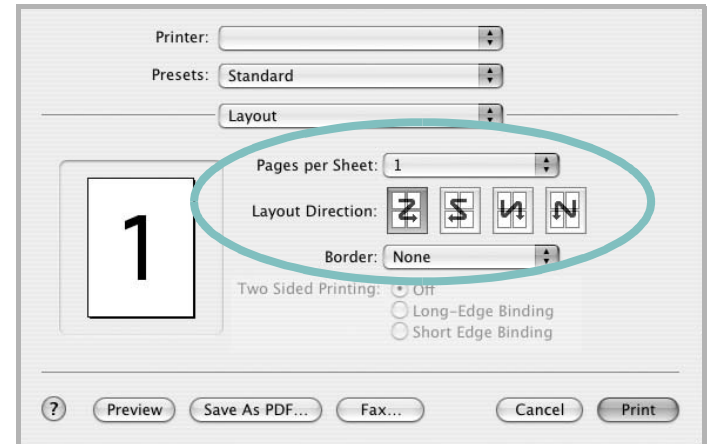 Printer:
Presets: Standard
Layout
Pages per Sheet: 1
Layout Direction:
1
Border: None
Two Sided Printing: Off
Long-Edge Binding
Short Edge Binding
? Preview Save As PDF... Fax... Cancel Print